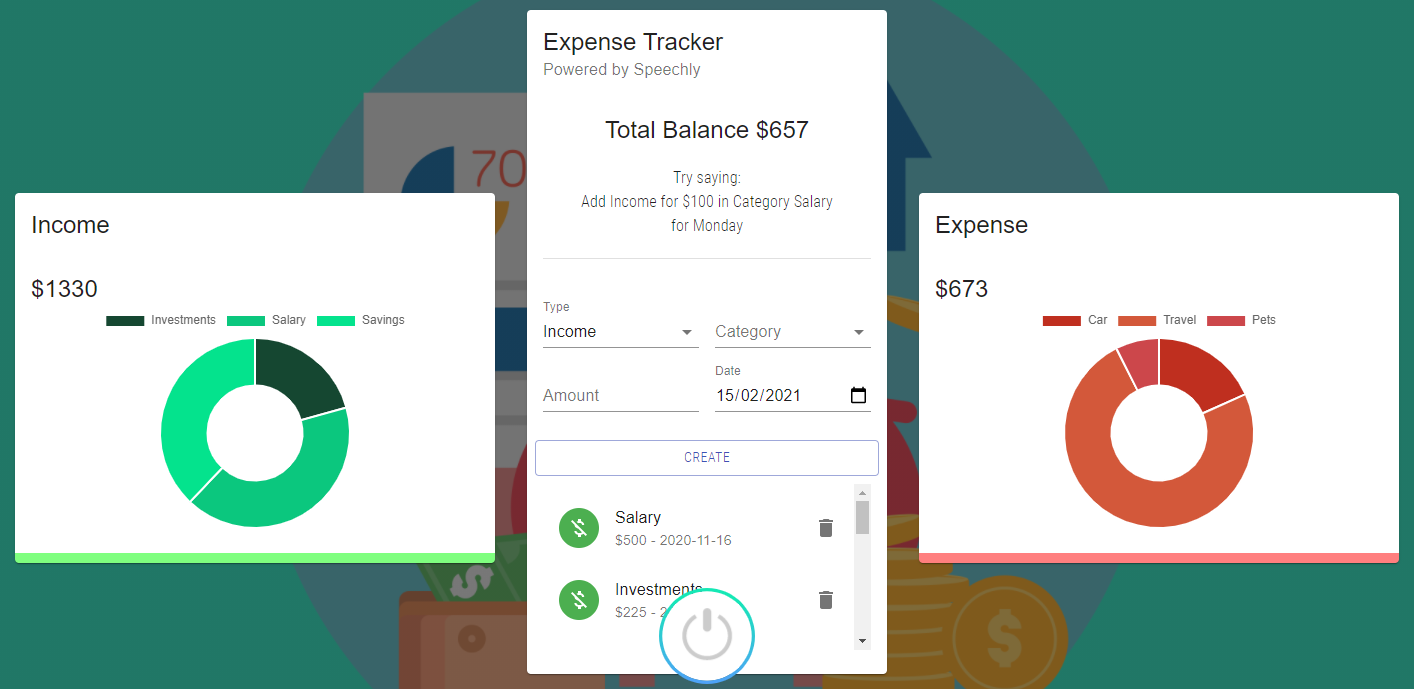 Expense Tracker
Powered by Speechly
Total Balance $657
Try saying:
Add Income for $100 in Category Salary
for Monday
70
Income
$1330
Investments Salary Savings
Type
Income Category
Date
Amount 15/02/2021
CREATE
Salary
$500 - 2020-11-16
Investments
$225 - 2
Expense
$673
Car Travel Pets
$
$